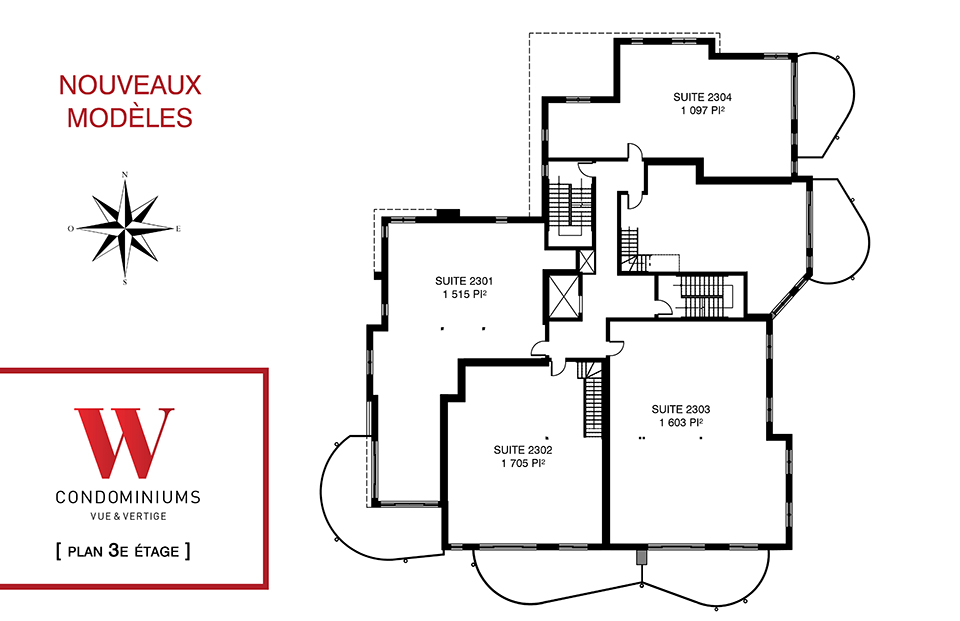 NOUVEAUX
MODÈLES
N
O
E
S
W
CONDOMINIUMS
VUE & VERTIGE
[ PLAN 3E ÉTAGE ]
SUITE 2304
1 097 PI²
SUITE 2301
1 515 PI²
SUITE 2303
1 603 PI²
SUITE 2302
1 705 PI²